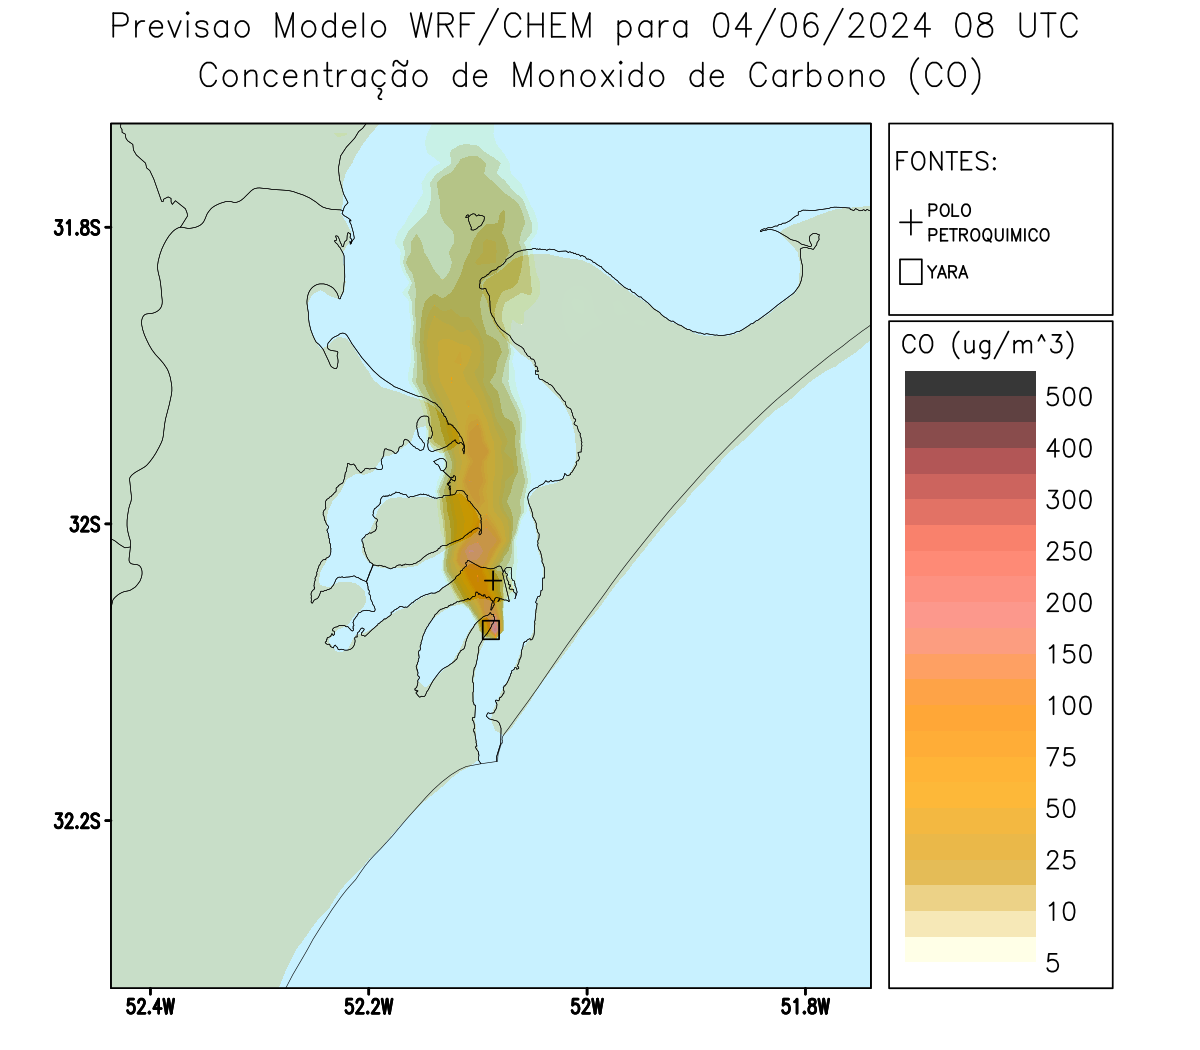 Previsao Modelo WRF/CHEM para 04/06/2024 08 UTC
Concentração de Monoxido de Carbono (CO)
FONTES:
POLO
PETROQUIMICO
YARA
CO (ug/m^3)
500
400
300
250
200
150
100
75
50
25
10
5
31.8S
32S
32.2S
52.4W
52.2W
52W
51.8W